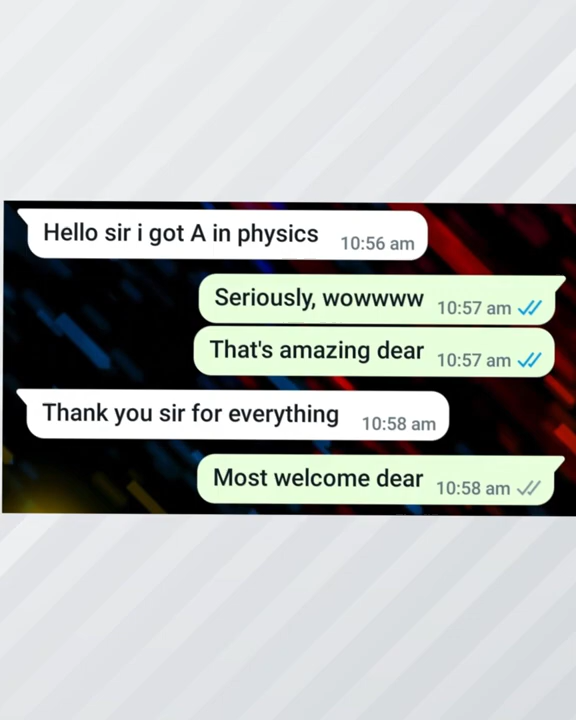 Hello sir i got A in physics 10:56 am
Seriously, wowwww 10:57 am
That's amazing dear 10:57 am
Thank you sir for everything 10:58 am
Most welcome dear 10:58 am